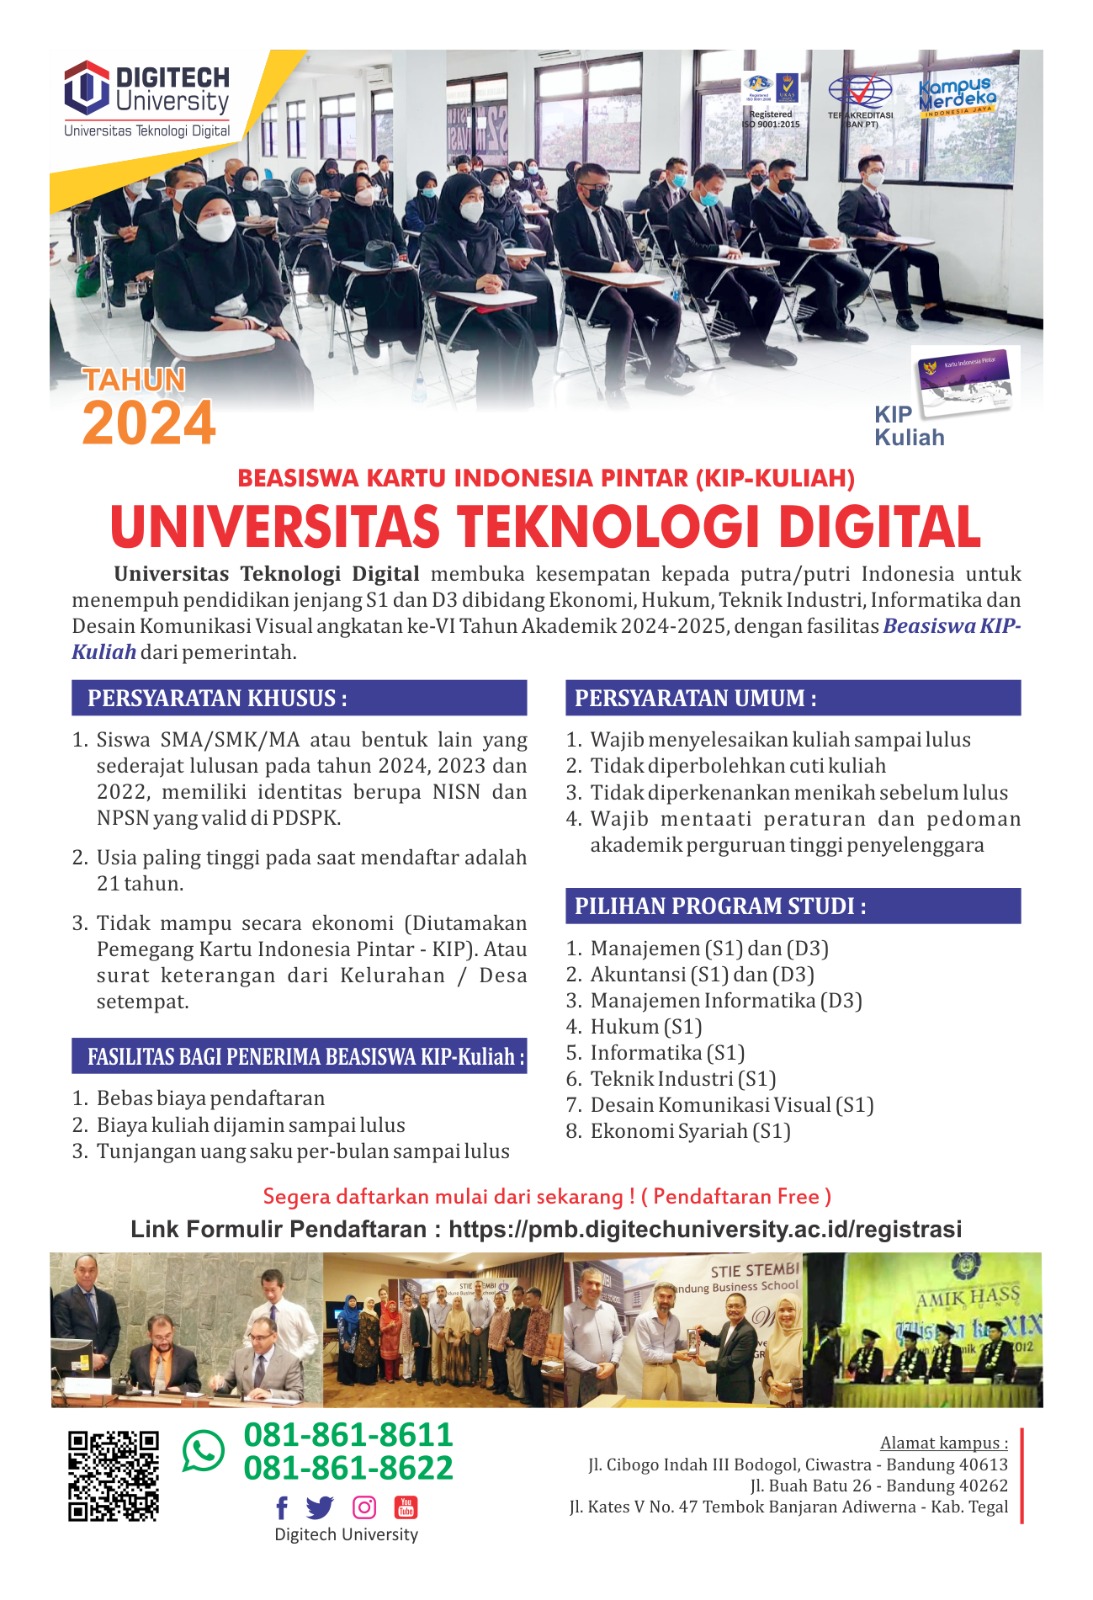 DIGITECH
University
Universitas Teknologi Digital
Registered
ISO 9001:2015
TERAKREDITASI
(BAN PT)
Kampus
Merdeka
INDONESIA JAYA
TAHUN
2024
Kartu Indonesia Pintar
KIP
Kuliah
BEASISWA KARTU INDONESIA PINTAR (KIP-KULIAH)
UNIVERSITAS TEKNOLOGI DIGITAL
Universitas Teknologi Digital membuka kesempatan kepada putra/putri Indonesia untuk
menempuh pendidikan jenjang S1 dan D3 dibidang Ekonomi, Hukum, Teknik Industri, Informatika dan
Desain Komunikasi Visual angkatan ke-VI Tahun Akademik 2024-2025, dengan fasilitas Beasiswa KIP-
Kuliah dari pemerintah.
PERSYARATAN KHUSUS :
1. Siswa SMA/SMK/MA atau bentuk lain yang
sederajat lulusan pada tahun 2024, 2023 dan
2022, memiliki identitas berupa NISN dan
NPSN yang valid di PDSPK.
2. Usia paling tinggi pada saat mendaftar adalah
21 tahun.
3. Tidak mampu secara ekonomi (Diutamakan
Pemegang Kartu Indonesia Pintar - KIP). Atau
surat keterangan dari Kelurahan / Desa
setempat.
FASILITAS BAGI PENERIMA BEASISWA KIP-Kuliah :
1. Bebas biaya pendaftaran
2. Biaya kuliah dijamin sampai lulus
3. Tunjangan uang saku per-bulan sampai lulus
PERSYARATAN UMUM :
1. Wajib menyelesaikan kuliah sampai lulus
2. Tidak diperbolehkan cuti kuliah
3. Tidak diperkenankan menikah sebelum lulus
4. Wajib mentaati peraturan dan pedoman
akademik perguruan tinggi penyelenggara
PILIHAN PROGRAM STUDI :
1. Manajemen (S1) dan (D3)
2. Akuntansi (S1) dan (D3)
3. Manajemen Informatika (D3)
4. Hukum (S1)
5. Informatika (S1)
6. Teknik Industri (S1)
7. Desain Komunikasi Visual (S1)
8. Ekonomi Syariah (S1)
Segera daftarkan mulai dari sekarang ! ( Pendaftaran Free )
Link Formulir Pendaftaran : https://pmb.digitechuniversity.ac.id/registrasi
STIE STEMBI
Business School
STIE STEMBI
andung Business School
AMIK HASS
BANDUNG
XIX
2012
081-861-8611
081-861-8622
You
Tube
Digitech University
Alamat kampus :
Jl. Cibogo Indah III Bodogol, Ciwastra - Bandung 40613
Jl. Buah Batu 26 - Bandung 40262
Jl. Kates V No. 47 Tembok Banjaran Adiwerna - Kab. Tegal